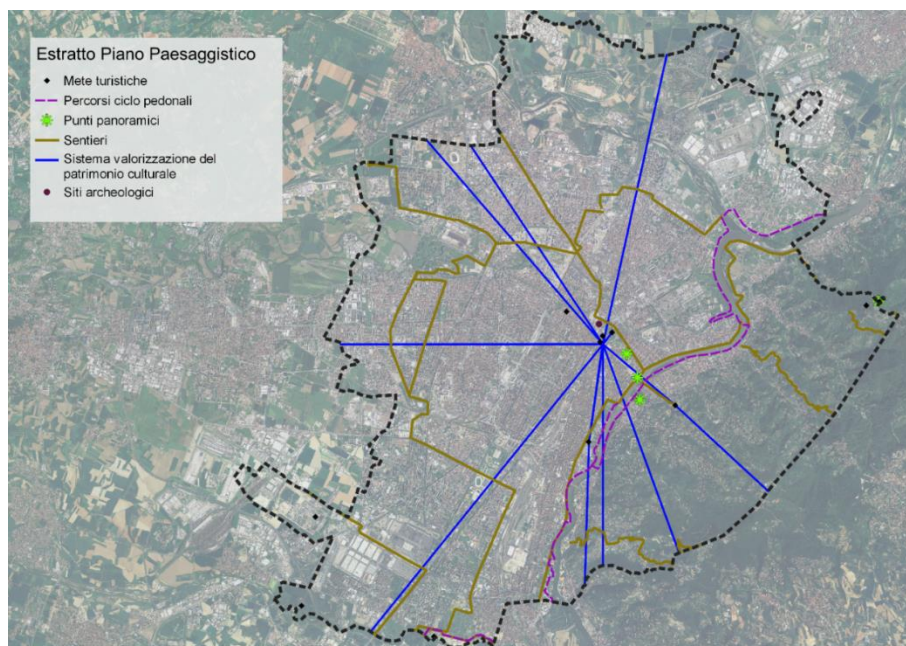 Estratto Piano Paesaggistico
Mete turistiche
Percorsi ciclo pedonali
Punti panoramici
Sentieri
Sistema valorizzazione del
patrimonio culturale
Siti archeologici